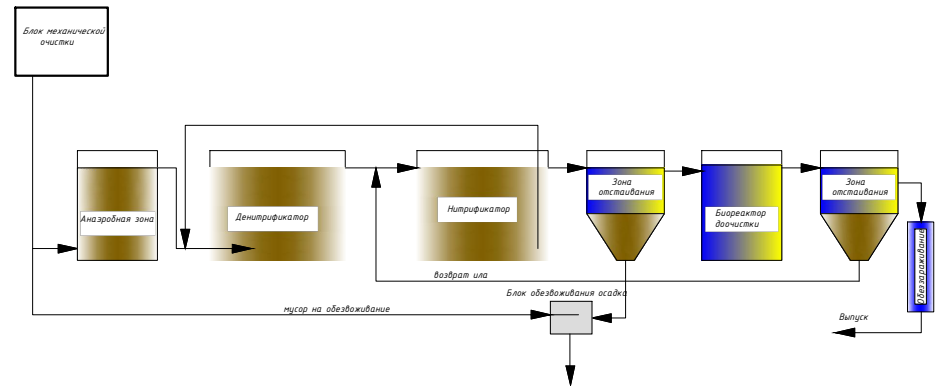 Блок механической
очистки
Анаэробная зона
Денитрификатор
Нитрификатор
Зона
отстаивания
Биореактор
доочистки
Зона
отстаивания
Обеззараживание
возврат ила
Блок обезвоживания осадка
мусор на обезвоживание
Выпуск